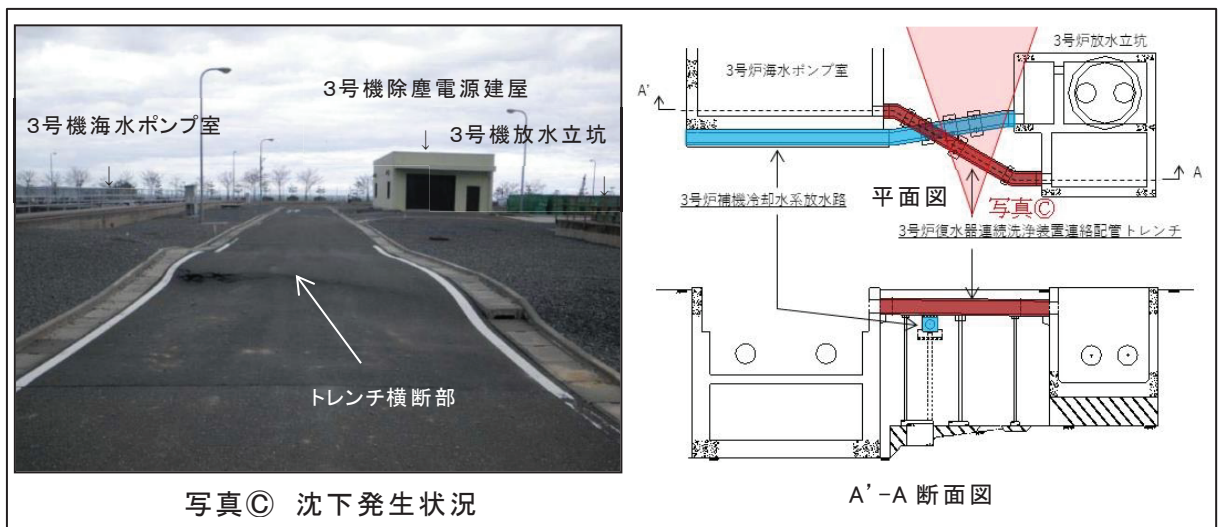 3号機除塵電源建屋
3号機海水ポンプ室
3号機放水立坑
トレンチ横断部
写真Ⓒ 沈下発生状況
3号炉放水立坑
3号炉海水ポンプ室
A'
A
3号炉補機冷却水系放水路
平面図
写真Ⓒ
3号炉復水器連続洗浄装置連絡配管トレンチ
A'-A 断面図